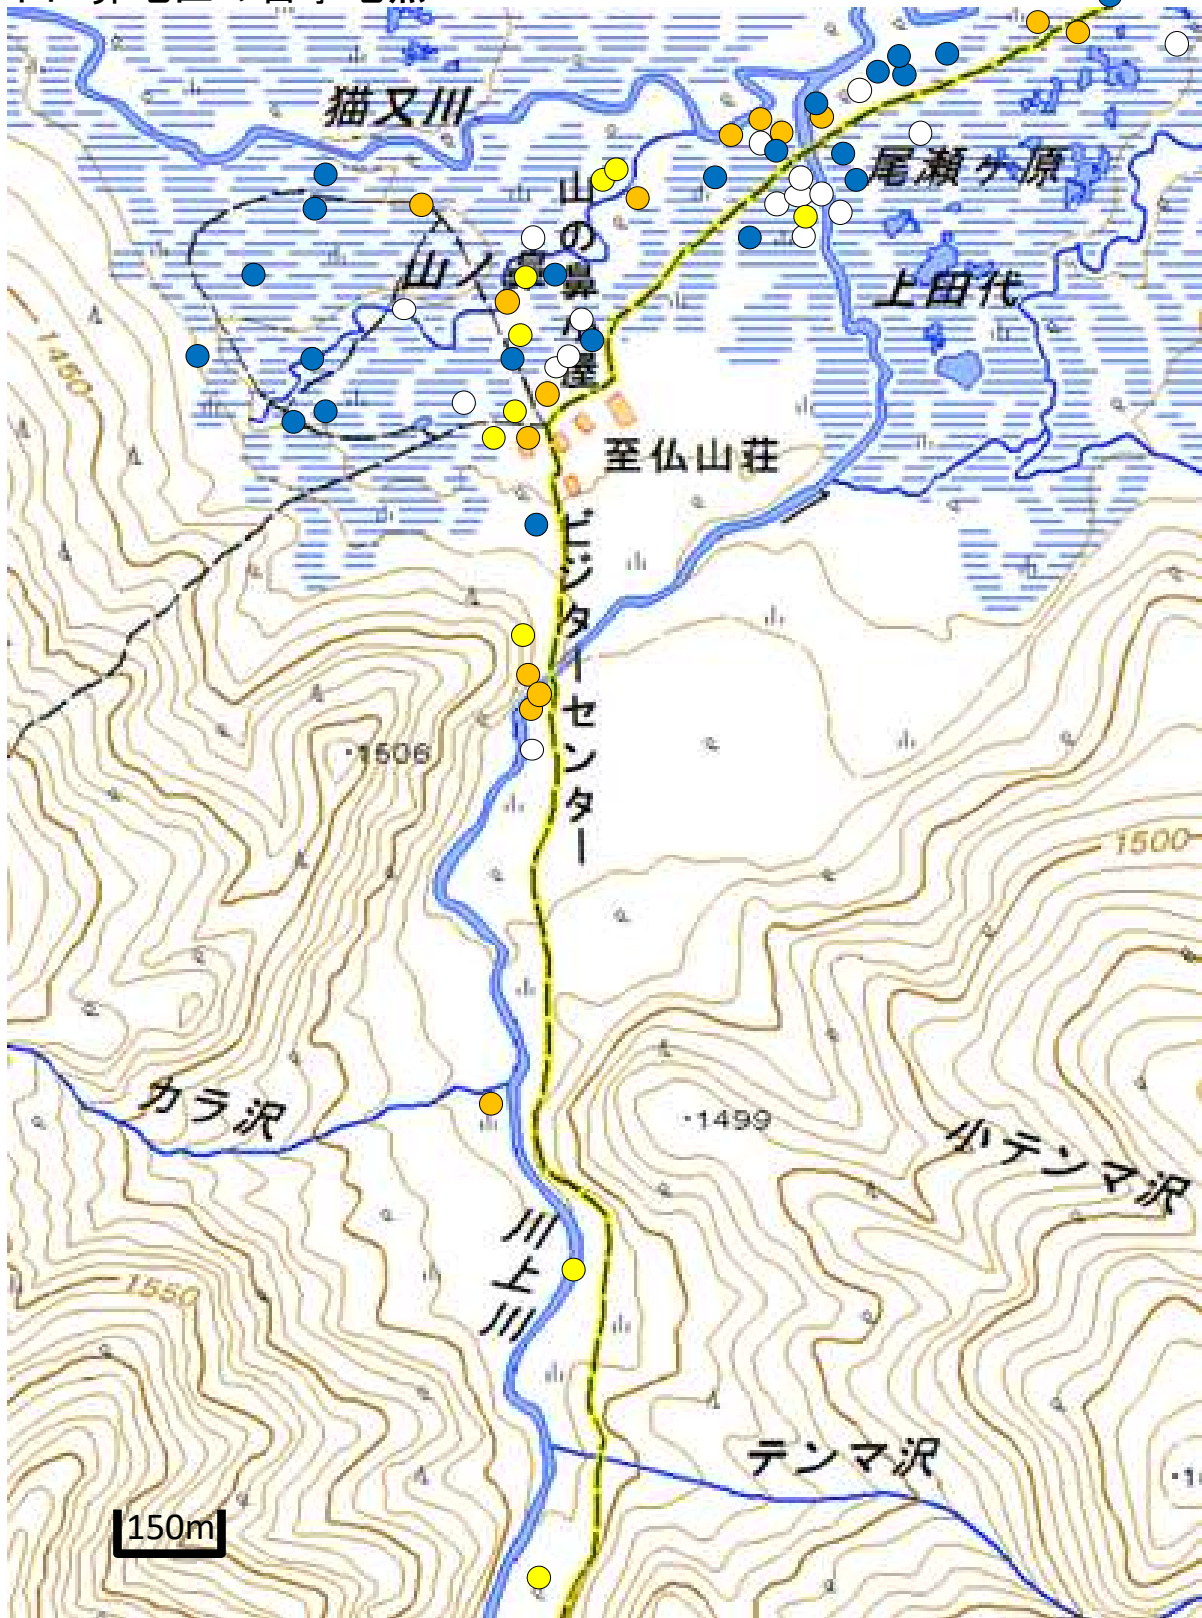 猫又川
尾瀬ヶ原
山ノ鼻
山の鼻小屋
上田代
1450
至仏山荘
ビジターセンター
・1506
1500
カラ沢
・1499
小テンマ沢
川上川
1550
テンマ沢
150m